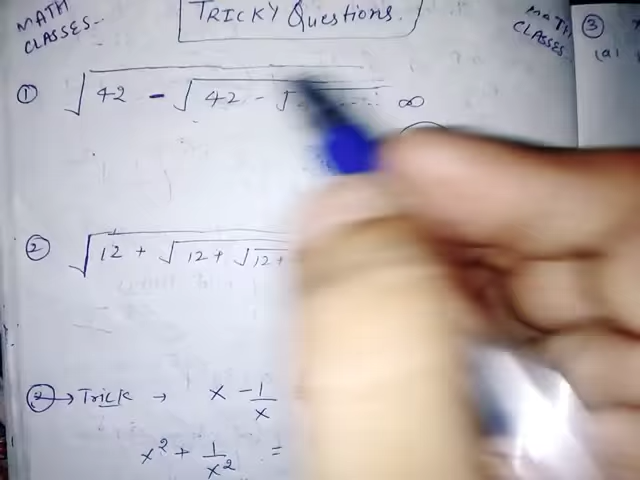 MATH
CLASSES..
TRICKY Questions.
MATH
CLASSES..
③
(a)
① √42 - √42 - √...... ∞
② √12 + √12 + √12 +
② → Trick → x - 1/x
x² + 1/x² =